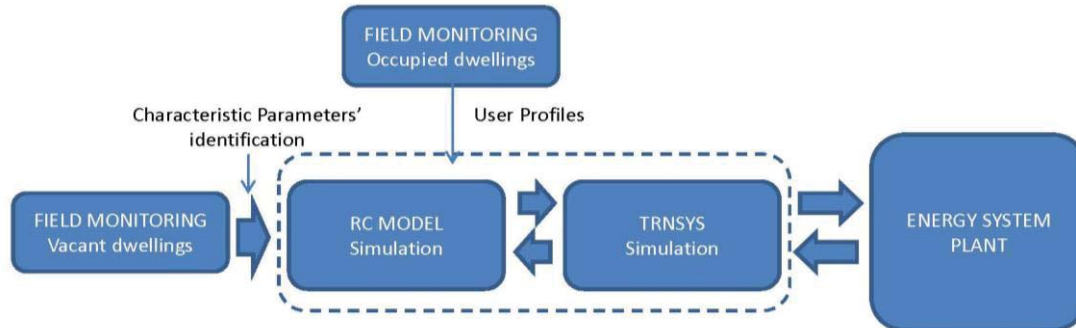 FIELD MONITORING
Occupied dwellings
Characteristic Parameters'
identification
User Profiles
FIELD MONITORING
Vacant dwellings
RC MODEL
Simulation
TRNSYS
Simulation
ENERGY SYSTEM
PLANT